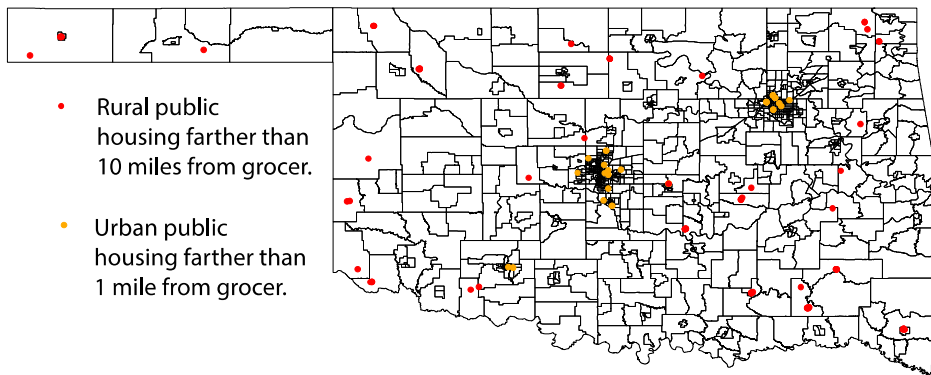 Rural public
housing farther than
10 miles from grocer.
Urban public
housing farther than
1 mile from grocer.